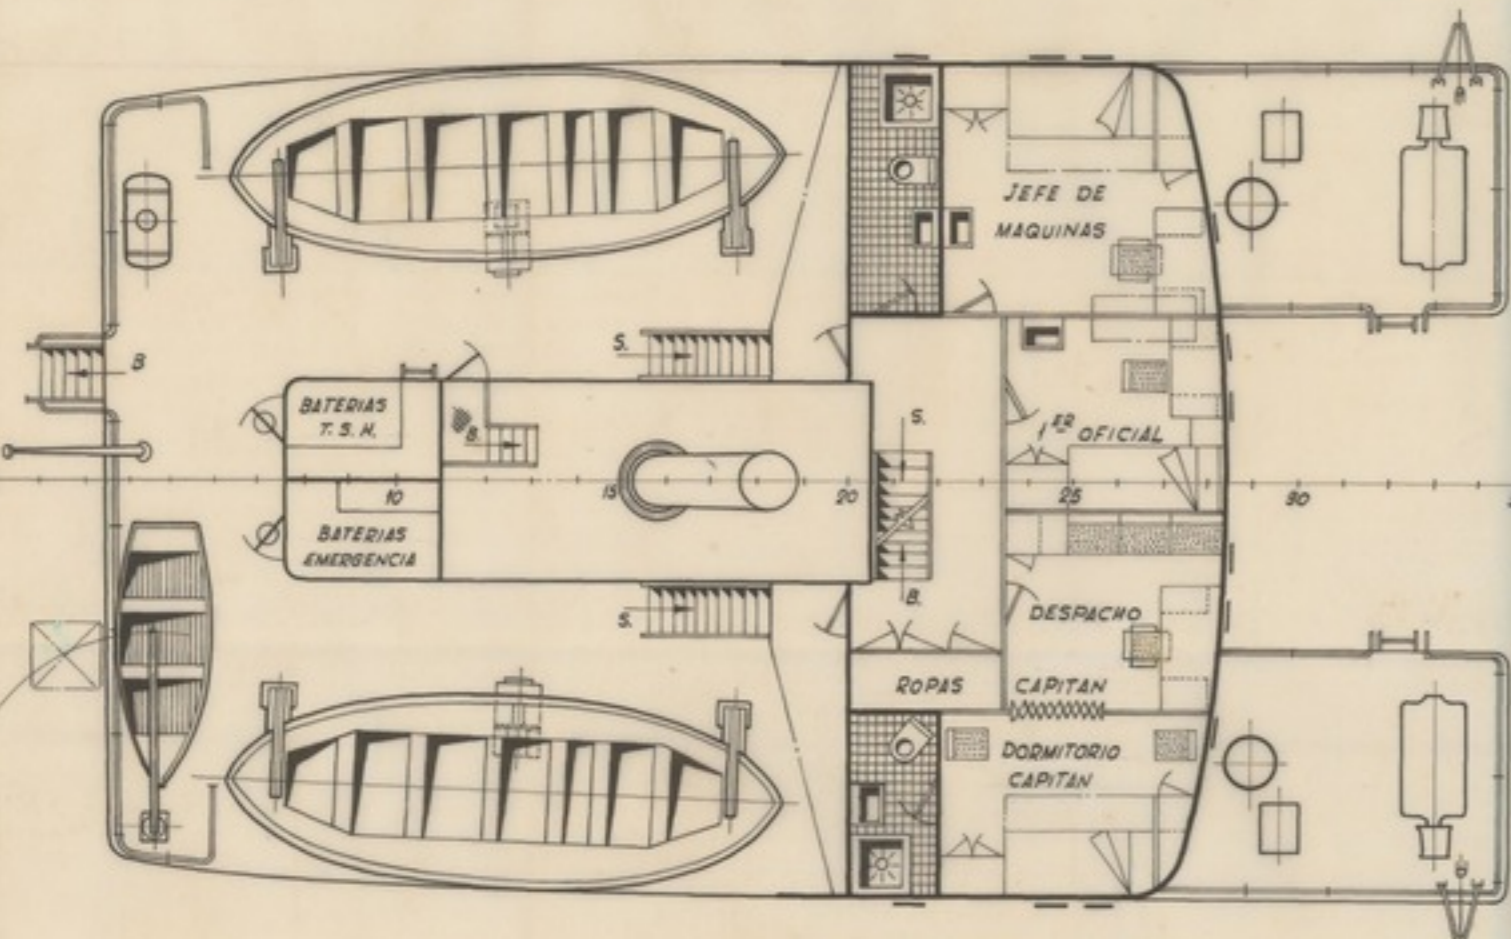 JEFE DE
MAQUINAS
B
S.
BATERIAS
T. S. H.
B.
S.
1ER OFICIAL
10
15
20
25
30
BATERIAS
EMERGENCIA
S.
B.
DESPACHO
CAPITAN
ROPAS
DORMITORIO
CAPITAN